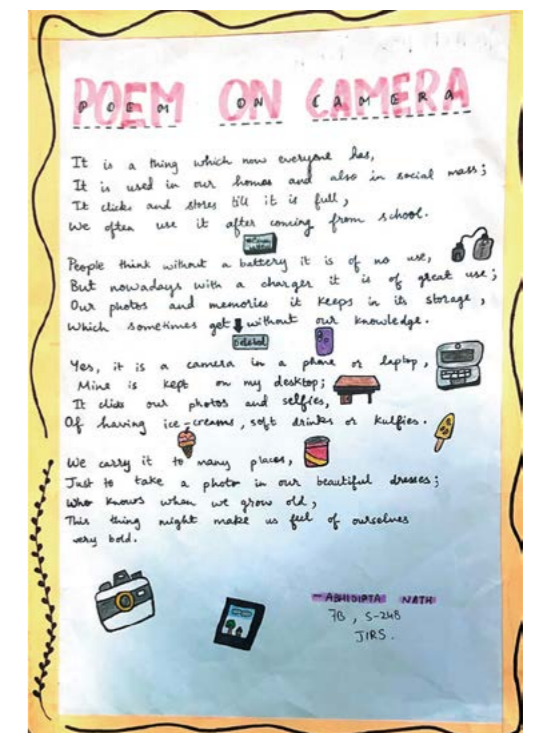 POEM ON CAMERA
It is a thing which now everyone has,
It is used in our homes and also in social mass;
It clicks and stores till it is full,
We often use it after coming from school.
People think without a battery it is of no use,
But nowadays with a charger it is of great use;
Our photos and memories it keeps in its storage,
Which sometimes get without our knowledge.
Deleted
Yes, it is a camera in a phone or laptop,
Mine is kept on my desktop;
It clicks our photos and selfies,
Of having ice-creams, soft drinks or kulfies.
We carry it to many places,
Just to take a photo in our beautiful dresses;
Who knows when we grow old,
This thing might make us feel of ourselves
very bold.
- ABHIDIPTA NATH
7B, S-248
JIRS.